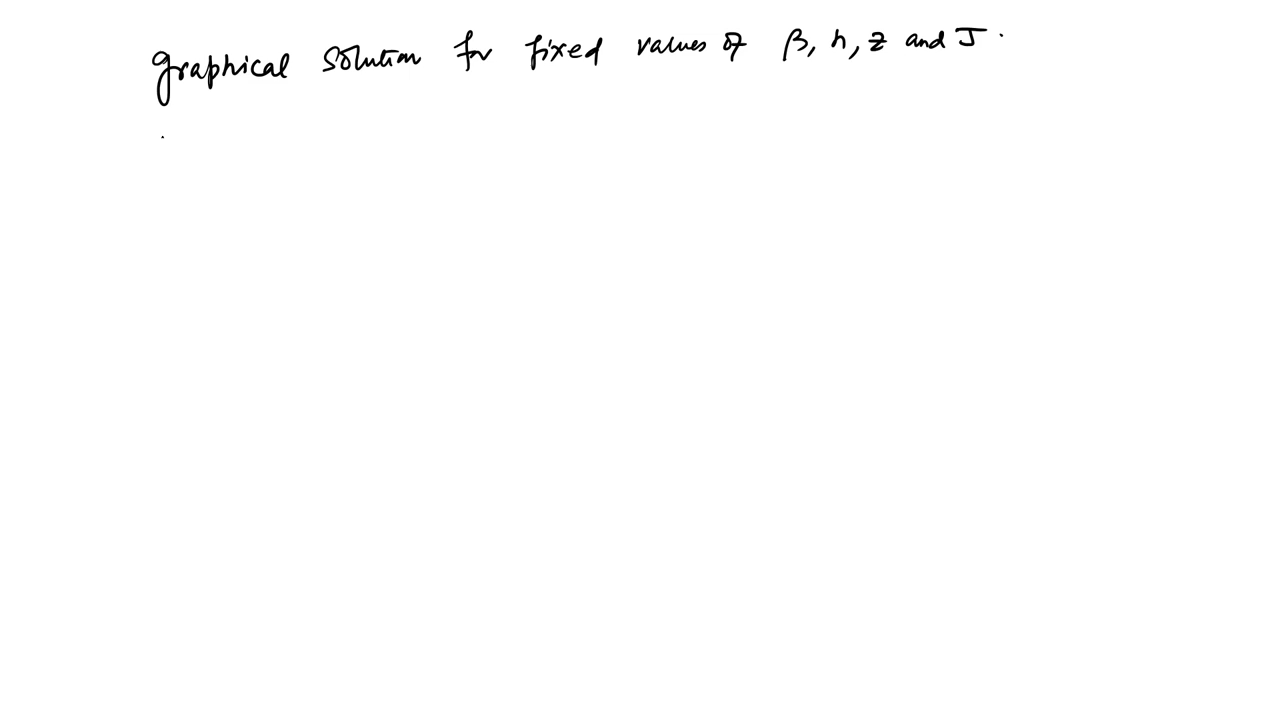 graphical solution for fixed values of β, h, z and J.